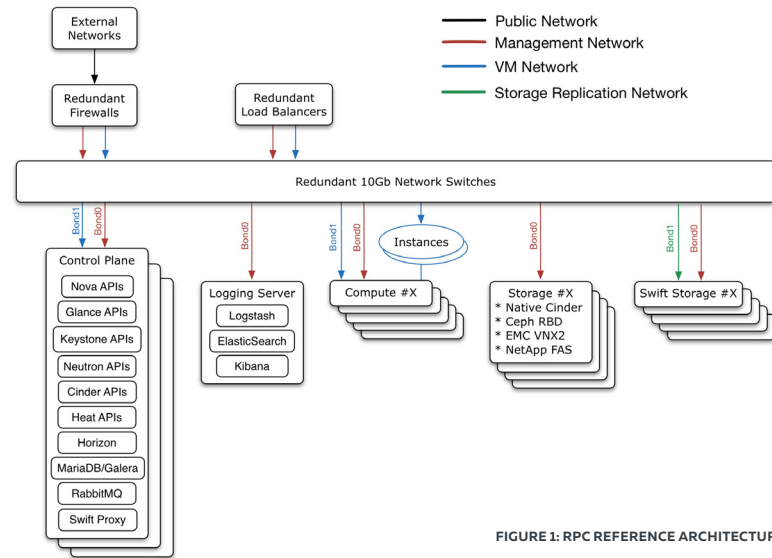 External
Networks
Public Network
Management Network
VM Network
Storage Replication Network
Redundant
Firewalls
Redundant
Load Balancers
Redundant 10Gb Network Switches
Bond1
Bond0
Bond0
Bond1
Bond0
Bond0
Bond1
Bond0
Instances
Control Plane
Nova APIs
Glance APIs
Keystone APIs
Neutron APIs
Cinder APIs
Heat APIs
Horizon
MariaDB/Galera
RabbitMQ
Swift Proxy
Logging Server
Logstash
ElasticSearch
Kibana
Compute #X
Storage #X
* Native Cinder
* Ceph RBD
* EMC VNX2
* NetApp FAS
Swift Storage #X
FIGURE 1: RPC REFERENCE ARCHITECTUR